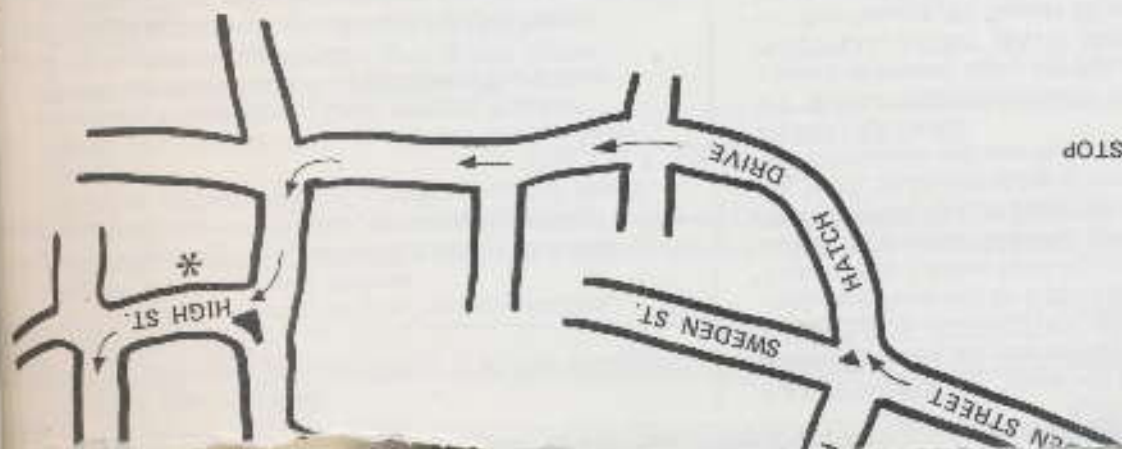 STREET
SWEDEN ST.
HATCH
DRIVE
HIGH ST.
*
STOP